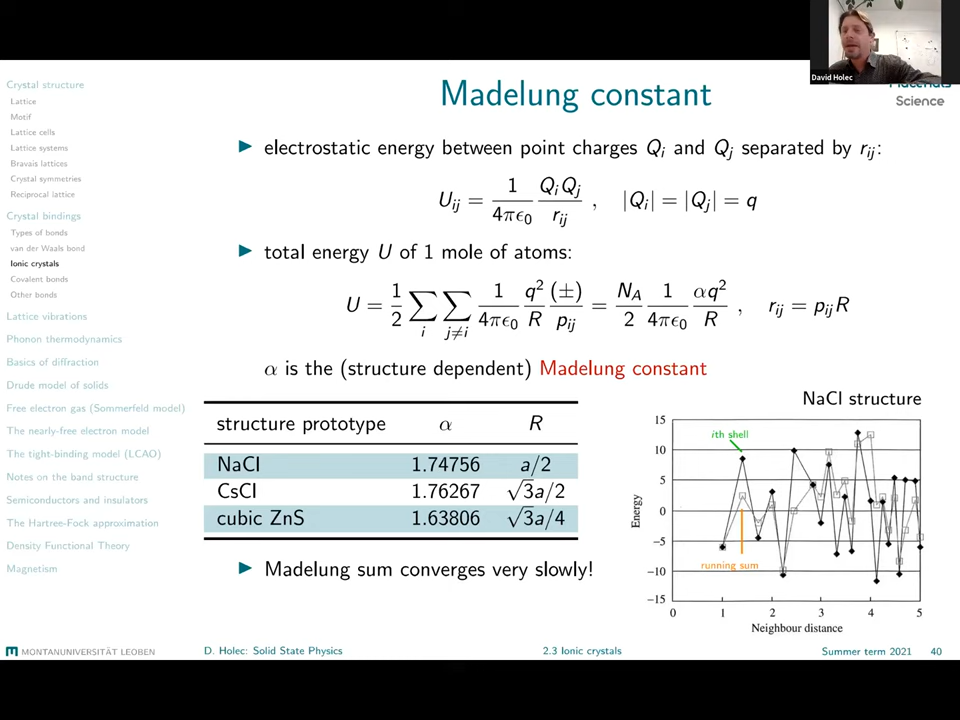 David Holec
Materials
Science
Crystal structure
Lattice
Motif
Lattice cells
Lattice systems
Bravais lattices
Crystal symmetries
Reciprocal lattice
Crystal bindings
Types of bonds
van der Waals bond
Ionic crystals
Covalent bonds
Other bonds
Lattice vibrations
Phonon thermodynamics
Basics of diffraction
Drude model of solids
Free electron gas (Sommerfeld model)
The nearly-free electron model
The tight-binding model (LCAO)
Notes on the band structure
Semiconductors and insulators
The Hartree-Fock approximation
Density Functional Theory
Magnetism
Madelung constant
▶ electrostatic energy between point charges Q_i and Q_j separated by r_ij:
U_ij = 1/(4πϵ_0) Q_i Q_j / r_ij , |Q_i| = |Q_j| = q
▶ total energy U of 1 mole of atoms:
U = 1/2 ∑_i ∑_{j≠i} 1/(4πϵ_0) q^2/R (±)/p_ij = N_A/2 1/(4πϵ_0) αq^2/R , r_ij = p_ij R
α is the (structure dependent) Madelung constant
structure prototype α R
NaCl 1.74756 a/2
CsCl 1.76267 √3a/2
cubic ZnS 1.63806 √3a/4
▶ Madelung sum converges very slowly!
NaCl structure
ith shell
running sum
Energy
15
10
5
0
−5
−10
−15
0 1 2 3 4 5
Neighbour distance
MONTANUNIVERSITÄT LEOBEN
D. Holec: Solid State Physics
2.3 Ionic crystals
Summer term 2021 40